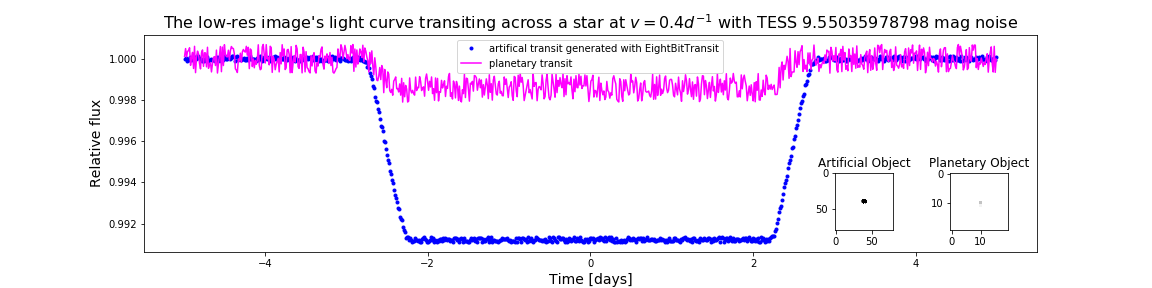 The low-res image's light curve transiting across a star at v = 0.4d⁻¹ with TESS 9.55035978798 mag noise
artifical transit generated with EightBitTransit
planetary transit
Relative flux
1.000
0.998
0.996
0.994
0.992
−4
−2
0
2
4
Time [days]
Artificial Object
0
50
0
50
Planetary Object
0
10
0
10